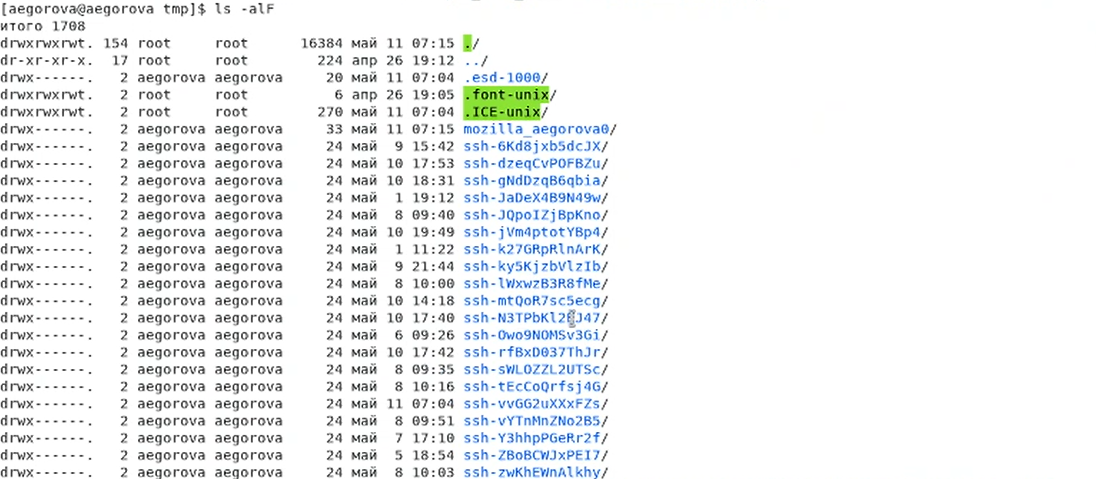 [aegorova@aegorova tmp]$ ls -alF
итого 1708
drwxrwxrwt. 154 root     root     16384 май 11 07:15 ./
dr-xr-xr-x.  17 root     root       224 апр 26 19:12 ../
drwx------.   2 aegorova aegorova    20 май 11 07:04 .esd-1000/
drwxrwxrwt.   2 root     root         6 апр 26 19:05 .font-unix/
drwxrwxrwt.   2 root     root       270 май 11 07:04 .ICE-unix/
drwx------.   2 aegorova aegorova    33 май 11 07:15 mozilla_aegorova0/
drwx------.   2 aegorova aegorova    24 май  9 15:42 ssh-6Kd8jxb5dcJX/
drwx------.   2 aegorova aegorova    24 май 10 17:53 ssh-dzeqCvPOFBZu/
drwx------.   2 aegorova aegorova    24 май 10 18:31 ssh-gNdDzqB6qbia/
drwx------.   2 aegorova aegorova    24 май  1 19:12 ssh-JaDeX4B9N49w/
drwx------.   2 aegorova aegorova    24 май  8 09:40 ssh-JQpoIZjBpKno/
drwx------.   2 aegorova aegorova    24 май 10 19:49 ssh-jVm4ptotYBp4/
drwx------.   2 aegorova aegorova    24 май  1 11:22 ssh-k27GRpRlnArK/
drwx------.   2 aegorova aegorova    24 май  9 21:44 ssh-ky5KjzbVlzIb/
drwx------.   2 aegorova aegorova    24 май  8 10:00 ssh-lWxwzB3R8fMe/
drwx------.   2 aegorova aegorova    24 май 10 14:18 ssh-mtQoR7sc5ecg/
drwx------.   2 aegorova aegorova    24 май 10 17:40
drwx------.   2 aegorova aegorova    24 май  6 09:26 ssh-Owo9NOMSv3Gi/
drwx------.   2 aegorova aegorova    24 май 10 17:42 ssh-rfBxD037ThJr/
drwx------.   2 aegorova aegorova    24 май  8 09:35 ssh-sWLOZZL2UTSc/
drwx------.   2 aegorova aegorova    24 май  8 10:16 ssh-tEcCoQrfsj4G/
drwx------.   2 aegorova aegorova    24 май 11 07:04 ssh-vvGG2uXXxFZs/
drwx------.   2 aegorova aegorova    24 май  8 09:51 ssh-vYTnMnZNo2B5/
drwx------.   2 aegorova aegorova    24 май  7 17:10 ssh-Y3hhpPGeRr2f/
drwx------.   2 aegorova aegorova    24 май  5 18:54 ssh-ZBoBCWJxPEI7/
drwx------.   2 aegorova aegorova    24 май  8 10:03 ssh-zwKhEWnAlkhy/